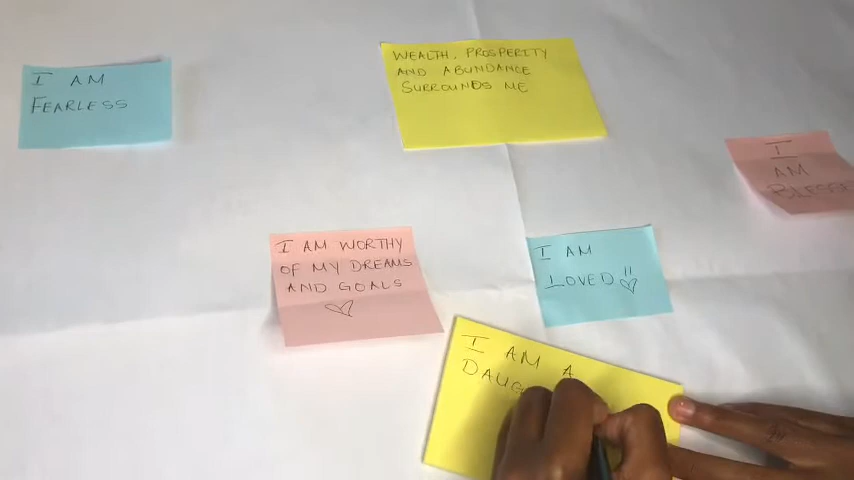 I AM
FEARLESS
WEALTH, PROSPERITY
AND ABUNDANCE
SURROUNDS ME
I
AM
I AM WORTHY
OF MY DREAMS
AND GOALS
I AM
LOVED!!
I AM A